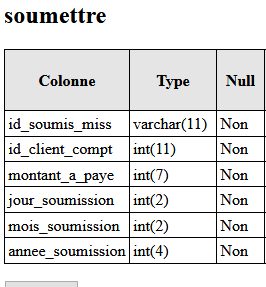 soumettre
Colonne Type Null
id_soumis_miss varchar(11) Non
id_client_compt int(11) Non
montant_a_paye int(7) Non
jour_soumission int(2) Non
mois_soumission int(2) Non
annee_soumission int(4) Non